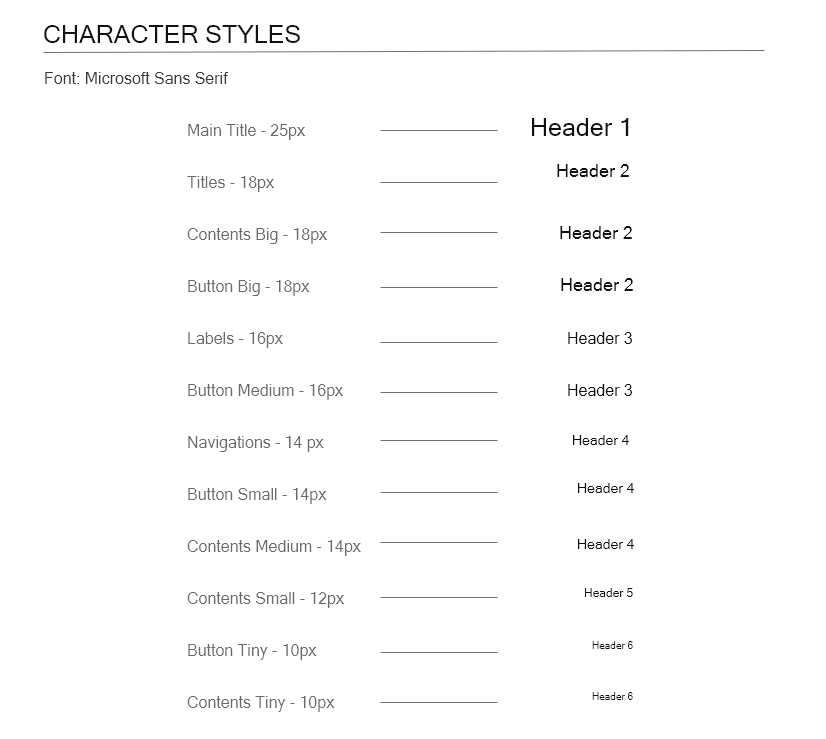 CHARACTER STYLES
Font: Microsoft Sans Serif
Main Title - 25px Header 1
Titles - 18px Header 2
Contents Big - 18px Header 2
Button Big - 18px Header 2
Labels - 16px Header 3
Button Medium - 16px Header 3
Navigations - 14 px Header 4
Button Small - 14px Header 4
Contents Medium - 14px Header 4
Contents Small - 12px Header 5
Button Tiny - 10px Header 6
Contents Tiny - 10px Header 6